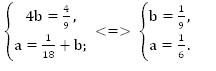 { 4b = 4/9, <=> { b = 1/9,
{ a = 1/18 + b; { a = 1/6.